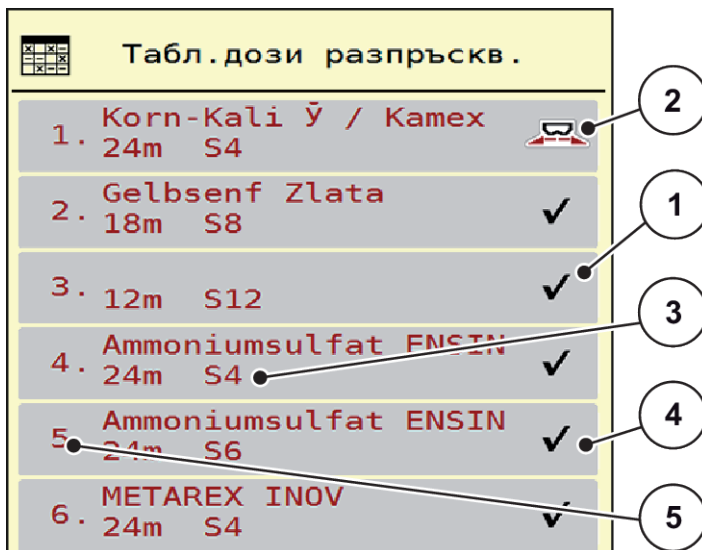 Табл.дози разпръскв.
1. Korn-Kali Ў / Kamex
24m S4
2. Gelbsenf Zlata
18m S8
3.
12m S12
4. Ammoniumsulfat ENSIN
24m S4
5. Ammoniumsulfat ENSIN
24m S6
6. METAREX INOV
24m S4
2
1
3
4
5